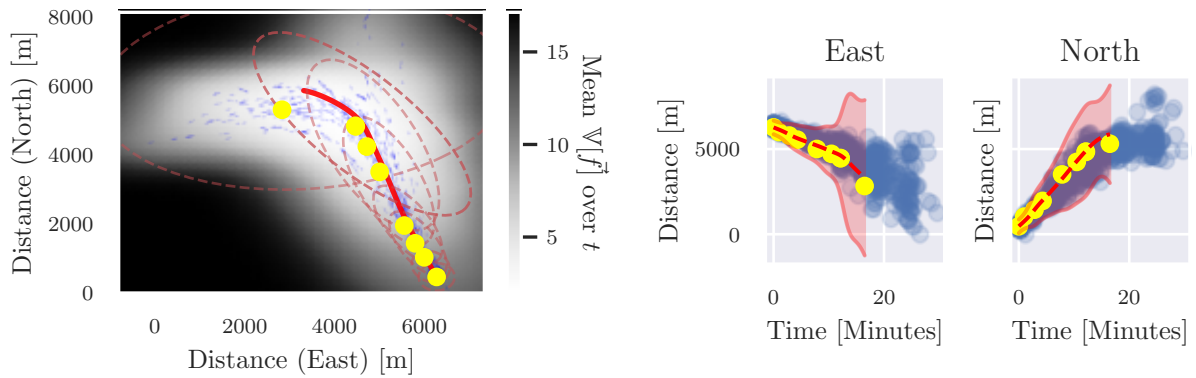 8000
6000
4000
2000
0
Distance (North) [m]
0
2000
4000
6000
Distance (East) [m]
15
10
5
Mean 𝕍[f⃗] over t
East
Distance [m]
5000
0
0
20
Time [Minutes]
North
Distance [m]
0
20
Time [Minutes]